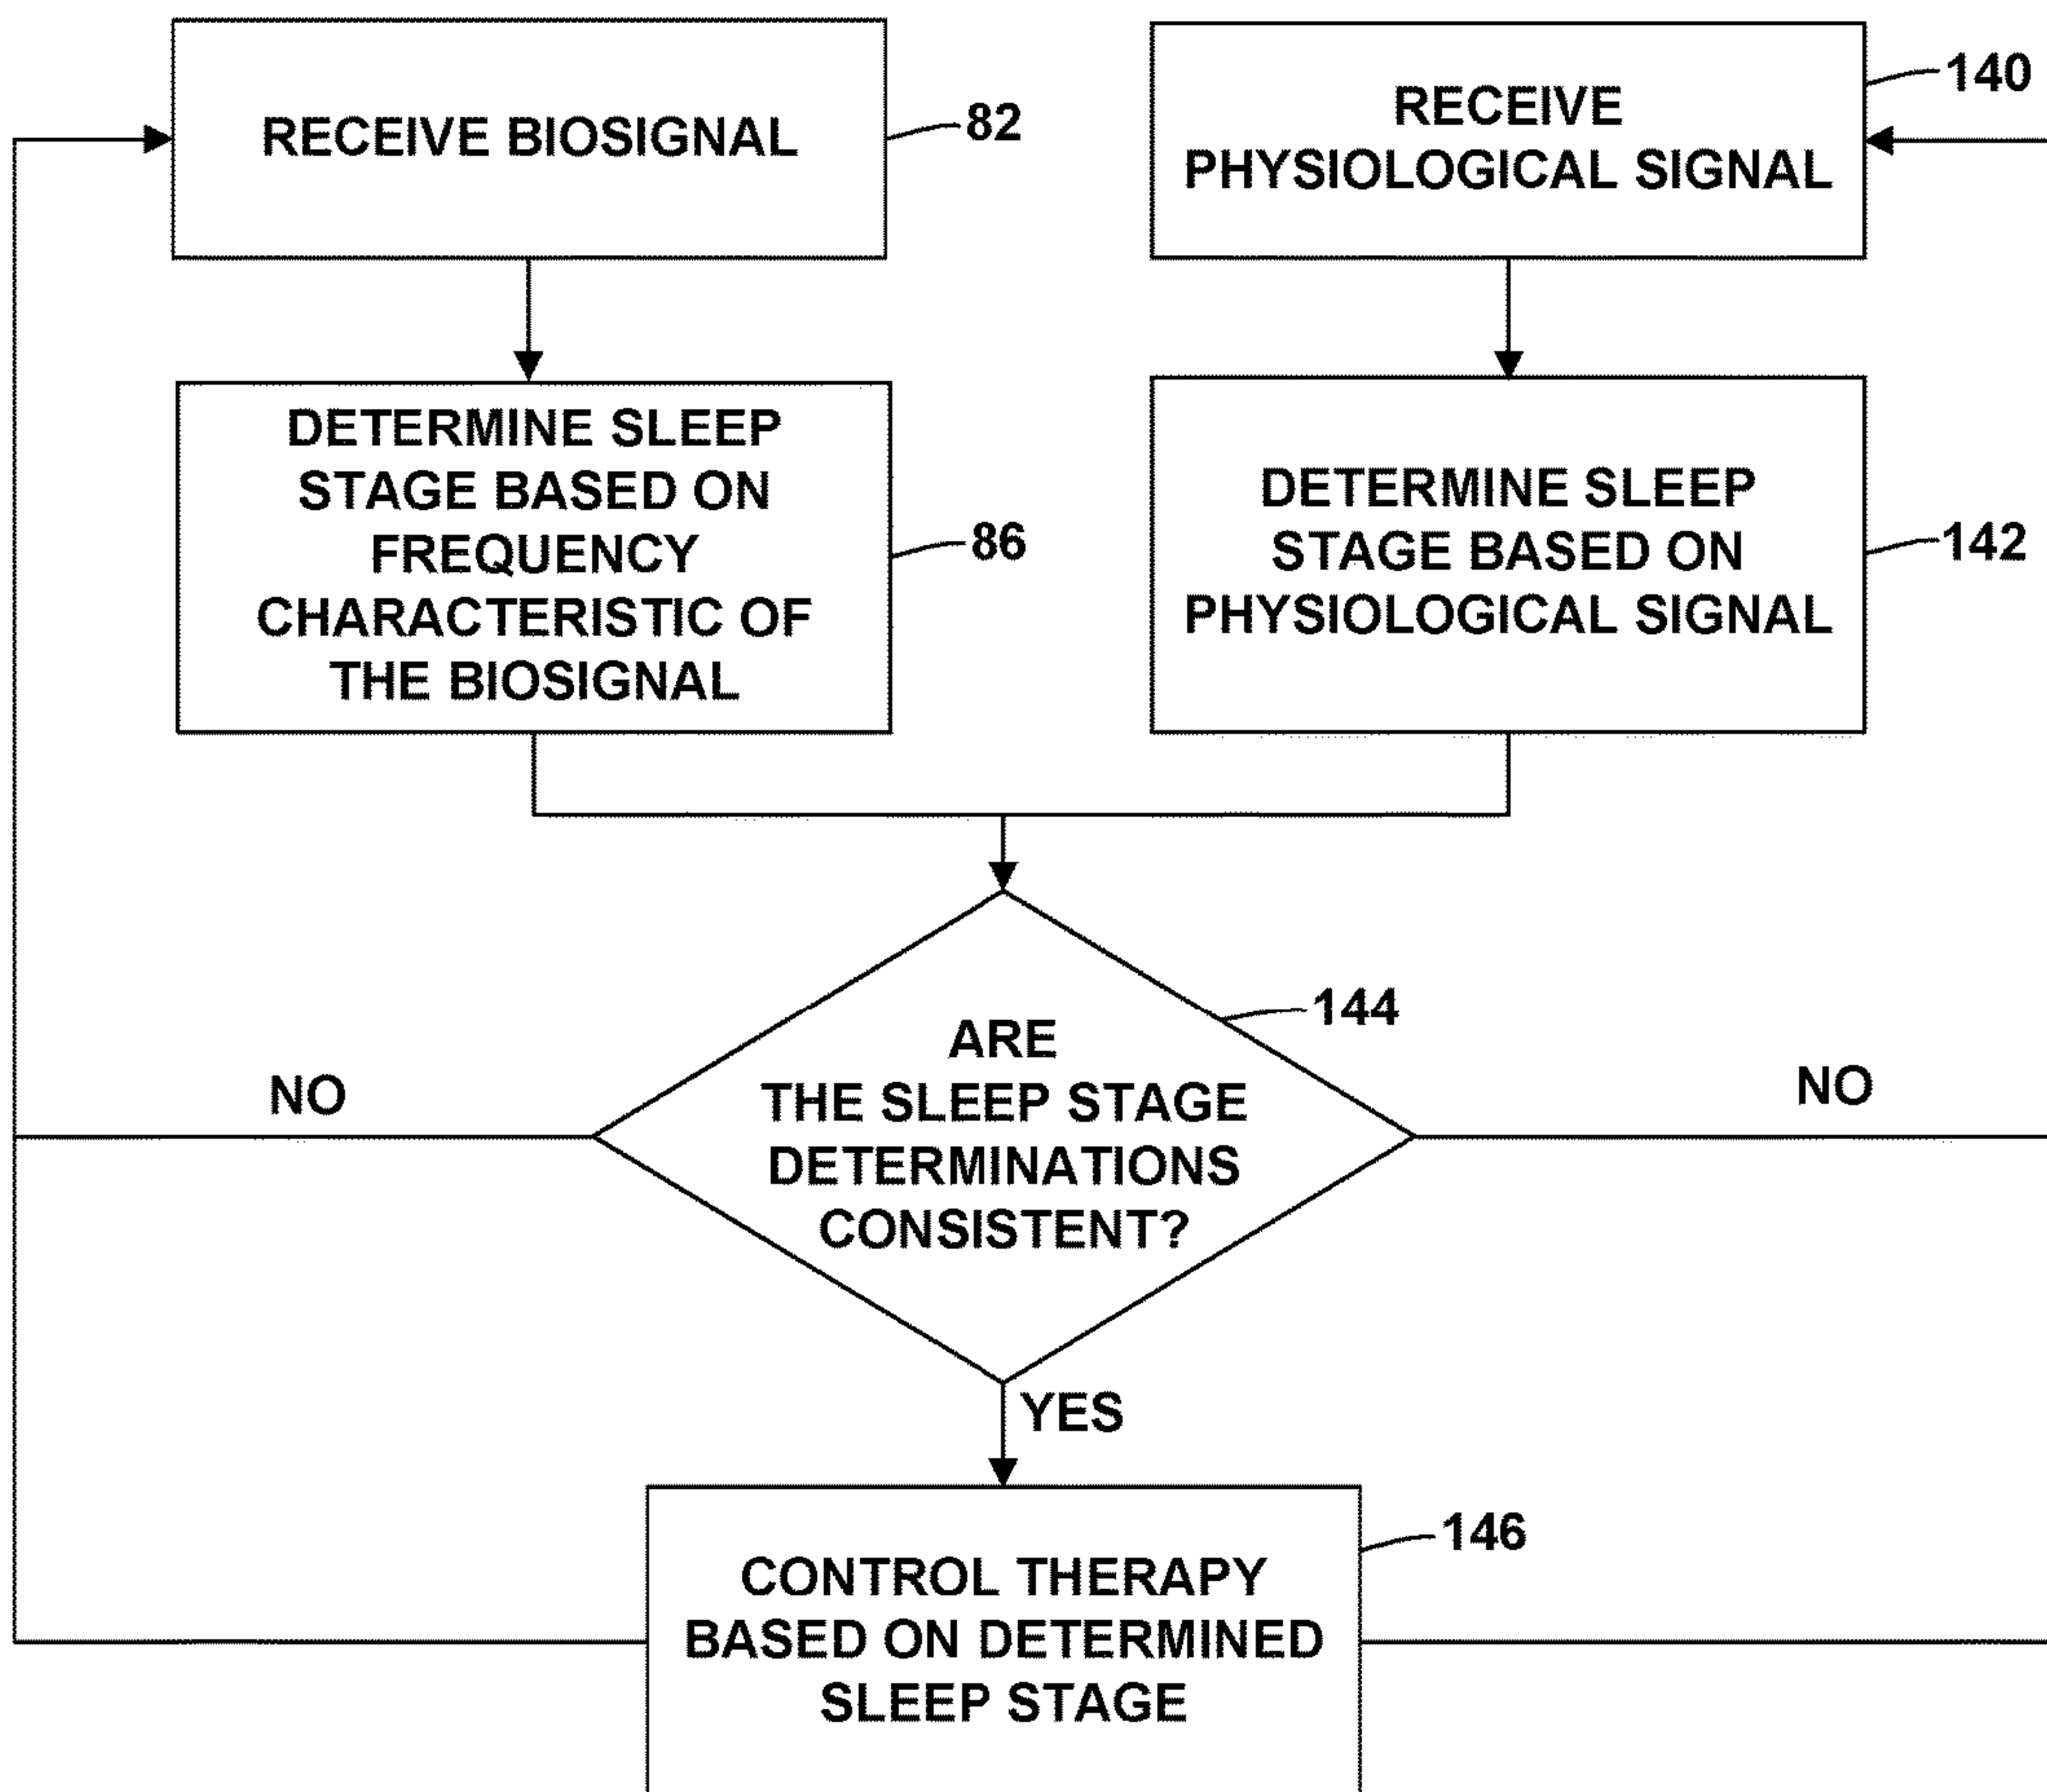 RECEIVE BIOSIGNAL
82
RECEIVE
PHYSIOLOGICAL SIGNAL
140
DETERMINE SLEEP
STAGE BASED ON
FREQUENCY
CHARACTERISTIC OF
THE BIOSIGNAL
86
DETERMINE SLEEP
STAGE BASED ON
PHYSIOLOGICAL SIGNAL
142
ARE
THE SLEEP STAGE
DETERMINATIONS
CONSISTENT?
144
NO
NO
YES
CONTROL THERAPY
BASED ON DETERMINED
SLEEP STAGE
146